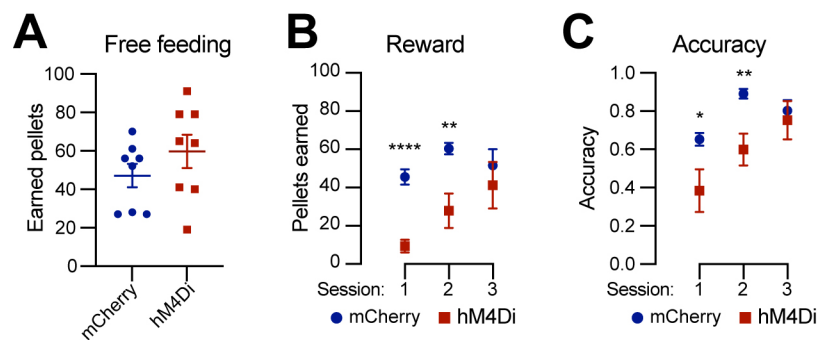 A Free feeding
Earned pellets
100
80
60
40
20
0
mCherry
hM4Di
B Reward
Pellets earned
100
80
60
40
20
0
**** **
Session: 1 2 3
mCherry hM4Di
C Accuracy
Accuracy
1.0
0.8
0.6
0.4
0.2
0.0
* **
Session: 1 2 3
mCherry hM4Di